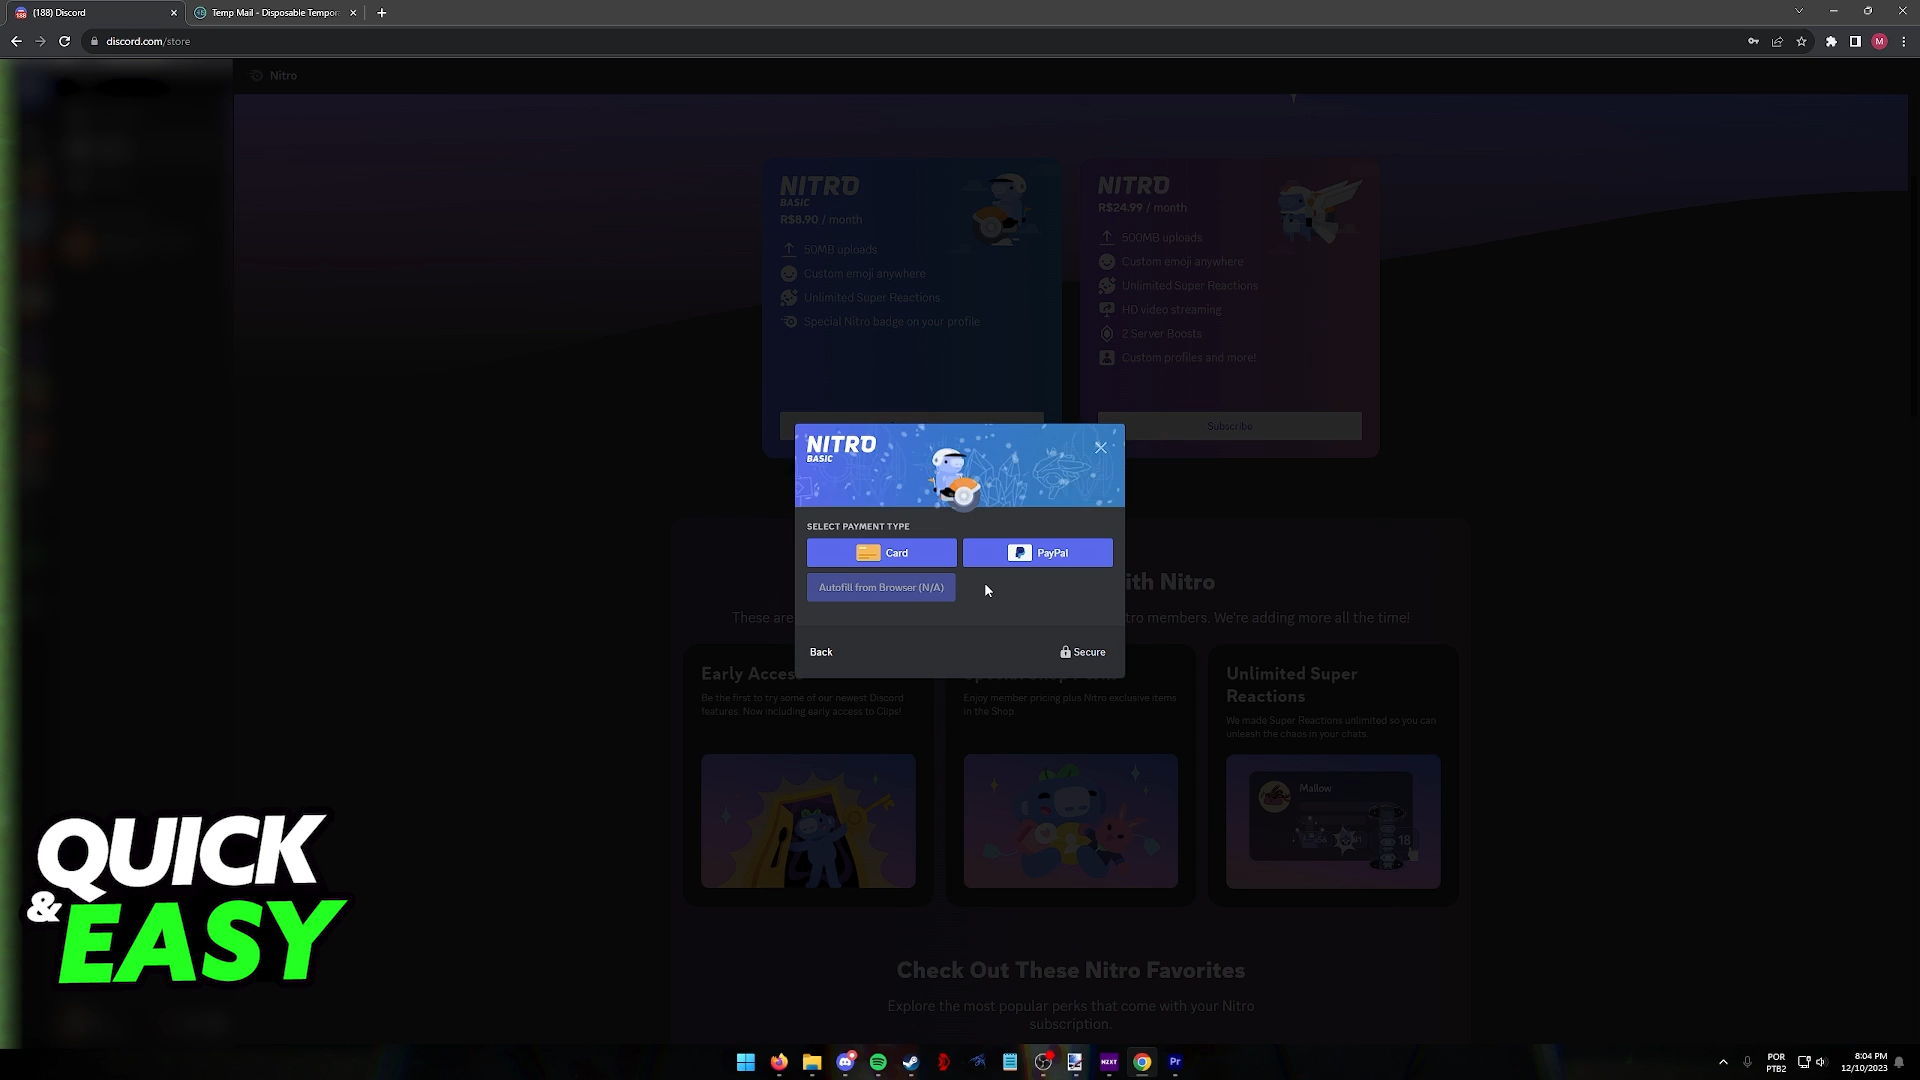 (188) Discord
Temp Mail - Disposable Tempora
discord.com/store
M
Nitro
NITRO
BASIC
R$8.90 / month
50MB uploads
Custom emoji anywhere
Unlimited Super Reactions
Special Nitro badge on your profile
NITRO
R$24.99 / month
500MB uploads
Custom emoji anywhere
Unlimited Super Reactions
HD video streaming
2 Server Boosts
Custom profiles and more!
Subscribe
NITRO
BASIC
SELECT PAYMENT TYPE
Card
PayPal
Autofill from Browser (N/A)
Back
Secure
ith Nitro
These are
tro members. We're adding more all the time!
Early Acces
Be the first to try some of our newest Discord
features. Now including early access to Clips!
Enjoy member pricing plus Nitro exclusive items
in the Shop
Unlimited Super
Reactions
We made Super Reactions unlimited so you can
unleash the chaos in your chats.
Mallow
18
Check Out These Nitro Favorites
Explore the most popular perks that come with your Nitro
subscription.
QUICK
&EASY
NZXT
Pr
POR
PTB2
8:04 PM
12/10/2023